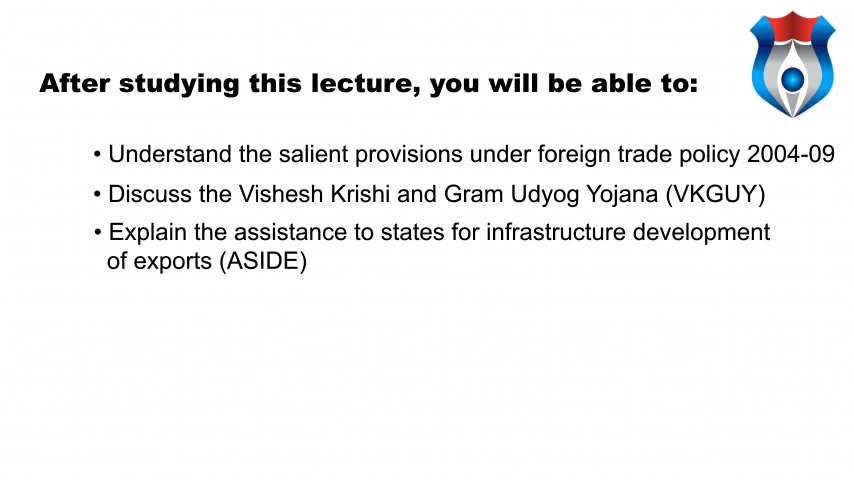 After studying this lecture, you will be able to:
• Understand the salient provisions under foreign trade policy 2004-09
• Discuss the Vishesh Krishi and Gram Udyog Yojana (VKGUY)
• Explain the assistance to states for infrastructure development
of exports (ASIDE)